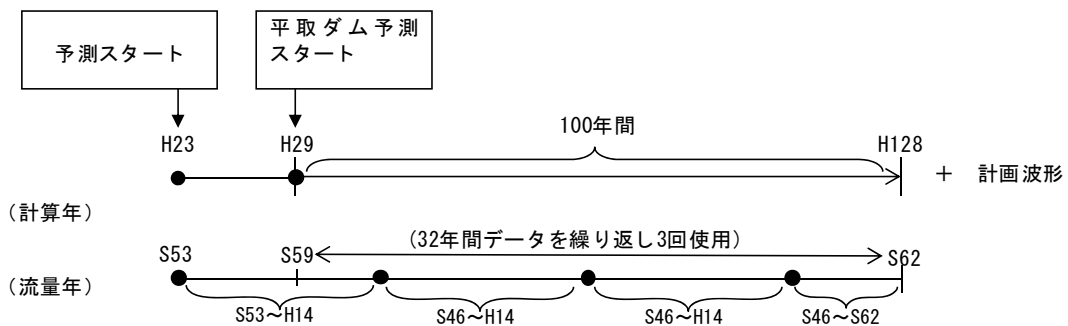 予測スタート
平取ダム予測
スタート
H23
H29
100年間
H128
+ 計画波形
(計算年)
(32年間データを繰り返し3回使用)
S53
S59
S62
(流量年)
S53～H14
S46～H14
S46～H14
S46～S62